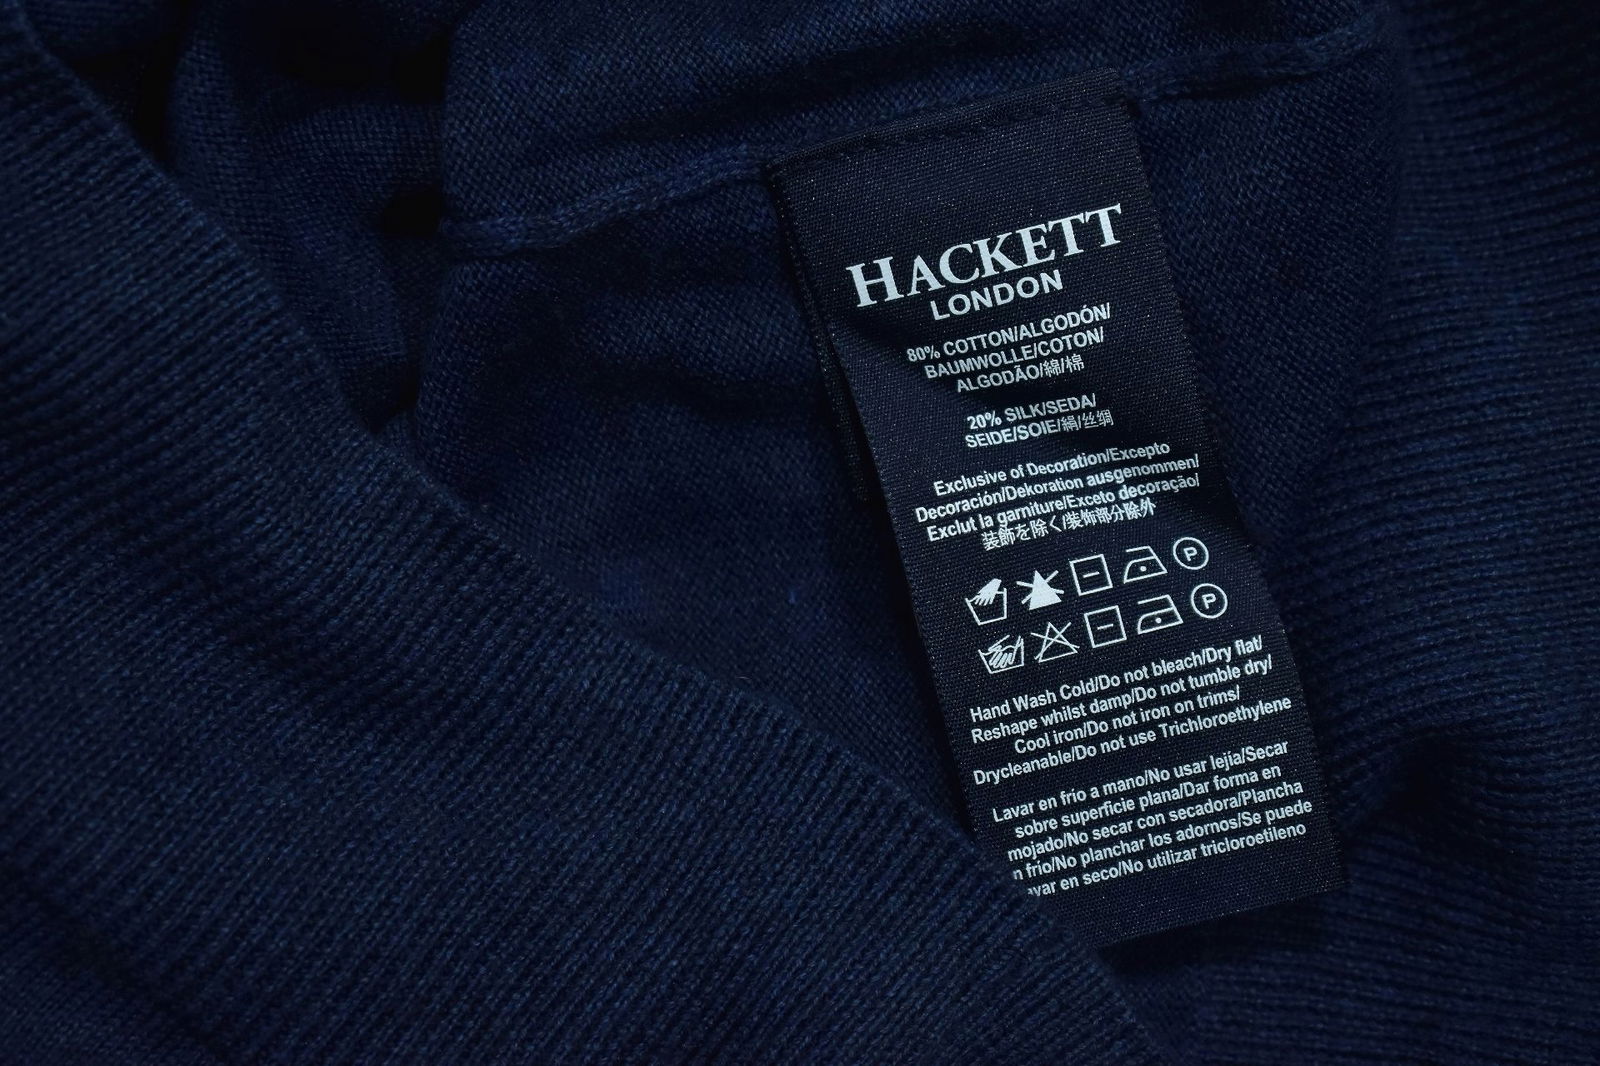 HACKETT
LONDON
80% COTTON/ALGODÓN/
BAUMWOLLE/COTON/
ALGODÃO/綿/棉
20% SILK/SEDA/
SEIDE/SOIE/絹/丝绸
Exclusive of Decoration/Excepto
Decoración/Dekoration ausgenommen/
Exclut la garniture/Exceto decoração/
装飾を除く/装饰部分除外
P
P
Hand Wash Cold/Do not bleach/Dry flat/
Reshape whilst damp/Do not tumble dry/
Cool iron/Do not iron on trims/
Drycleanable/Do not use Trichloroethylene
Lavar en frio a mano/No usar lejía/Secar
sobre superficie plana/Dar forma en
mojado/No secar con secadora/Plancha
n frio/No planchar los adornos/Se puede
avar en seco/No utilizar tricloroetileno